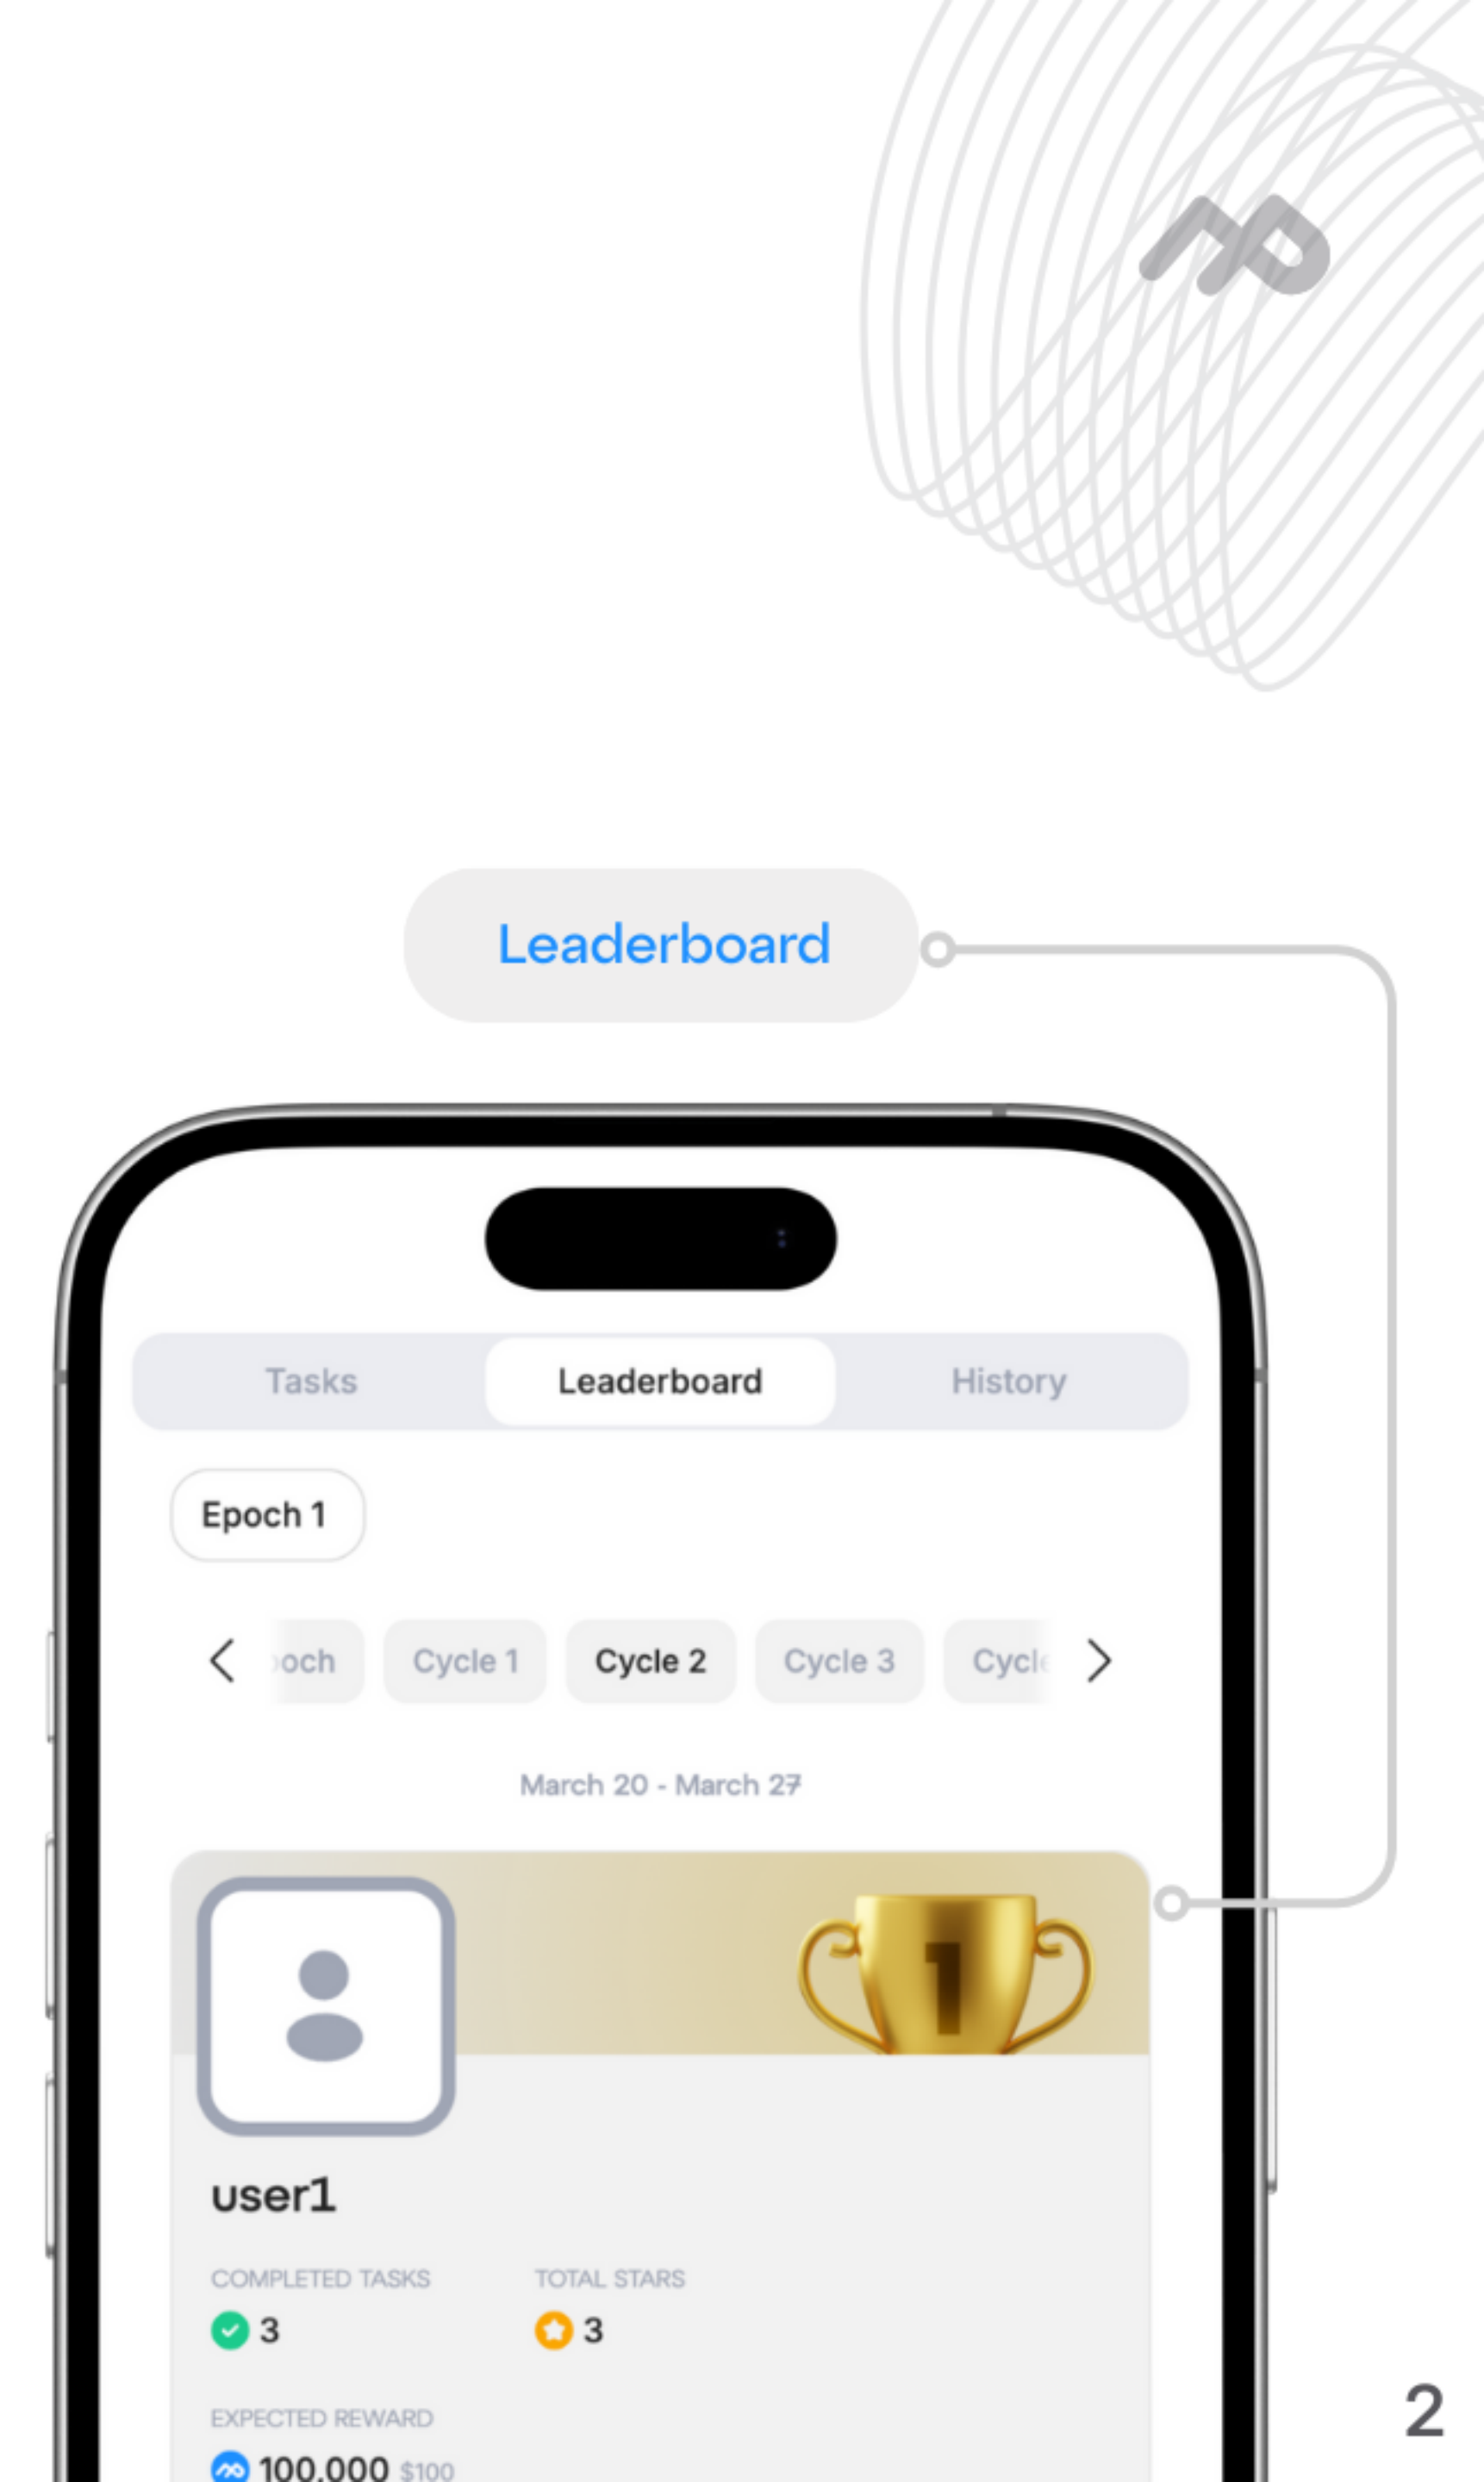 Leaderboard
Tasks Leaderboard History
Epoch 1
Cycle 1 Cycle 2 Cycle 3
March 20 - March 27
1
user1
COMPLETED TASKS TOTAL STARS
3 3
EXPECTED REWARD
100,000 $100
2